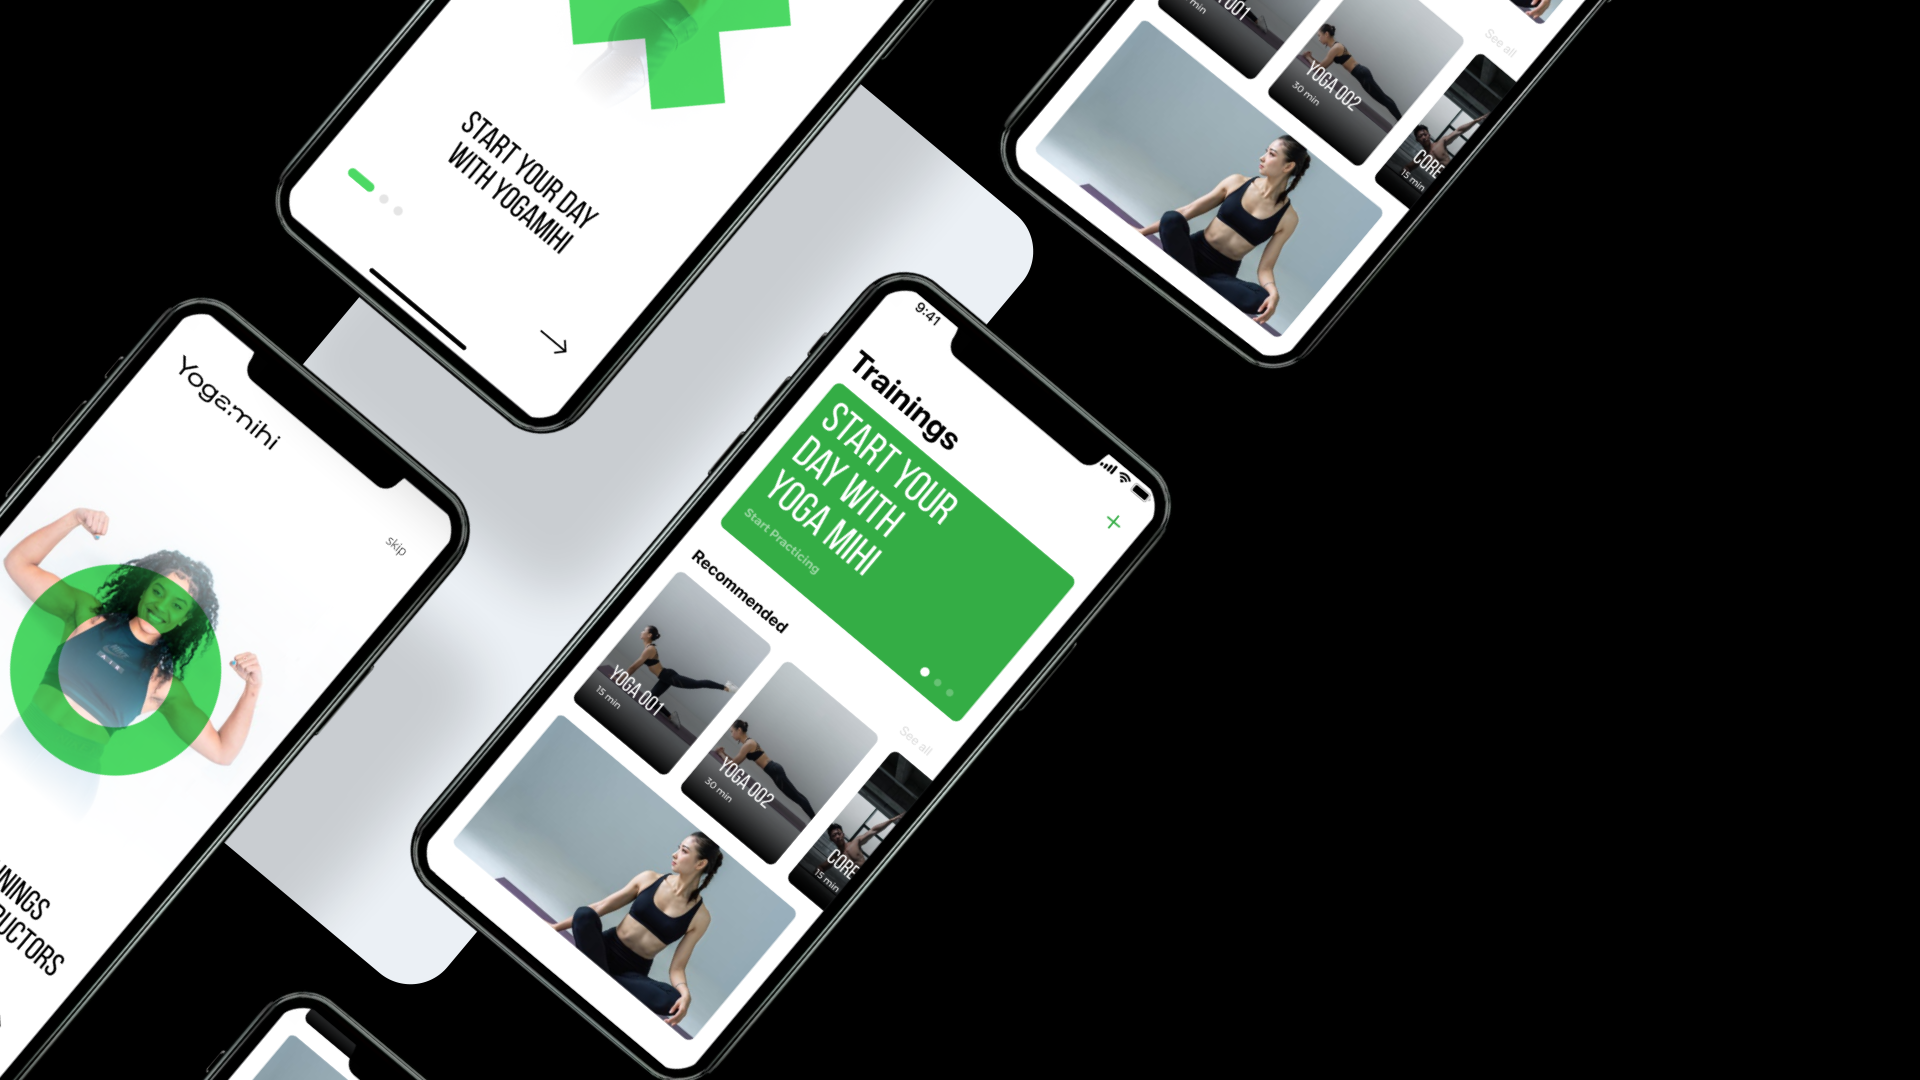 START YOUR DAY
WITH YOGAMIHI
001
min
YOGA 002
30 min
See all
CORE
15 min
Yogamihi
skip
NINGS
UCTORS
9:41
Trainings
START YOUR
DAY WITH
YOGA MIHI
Start Practicing
Recommended
See all
YOGA 001
15 min
YOGA 002
30 min
CORE
15 min